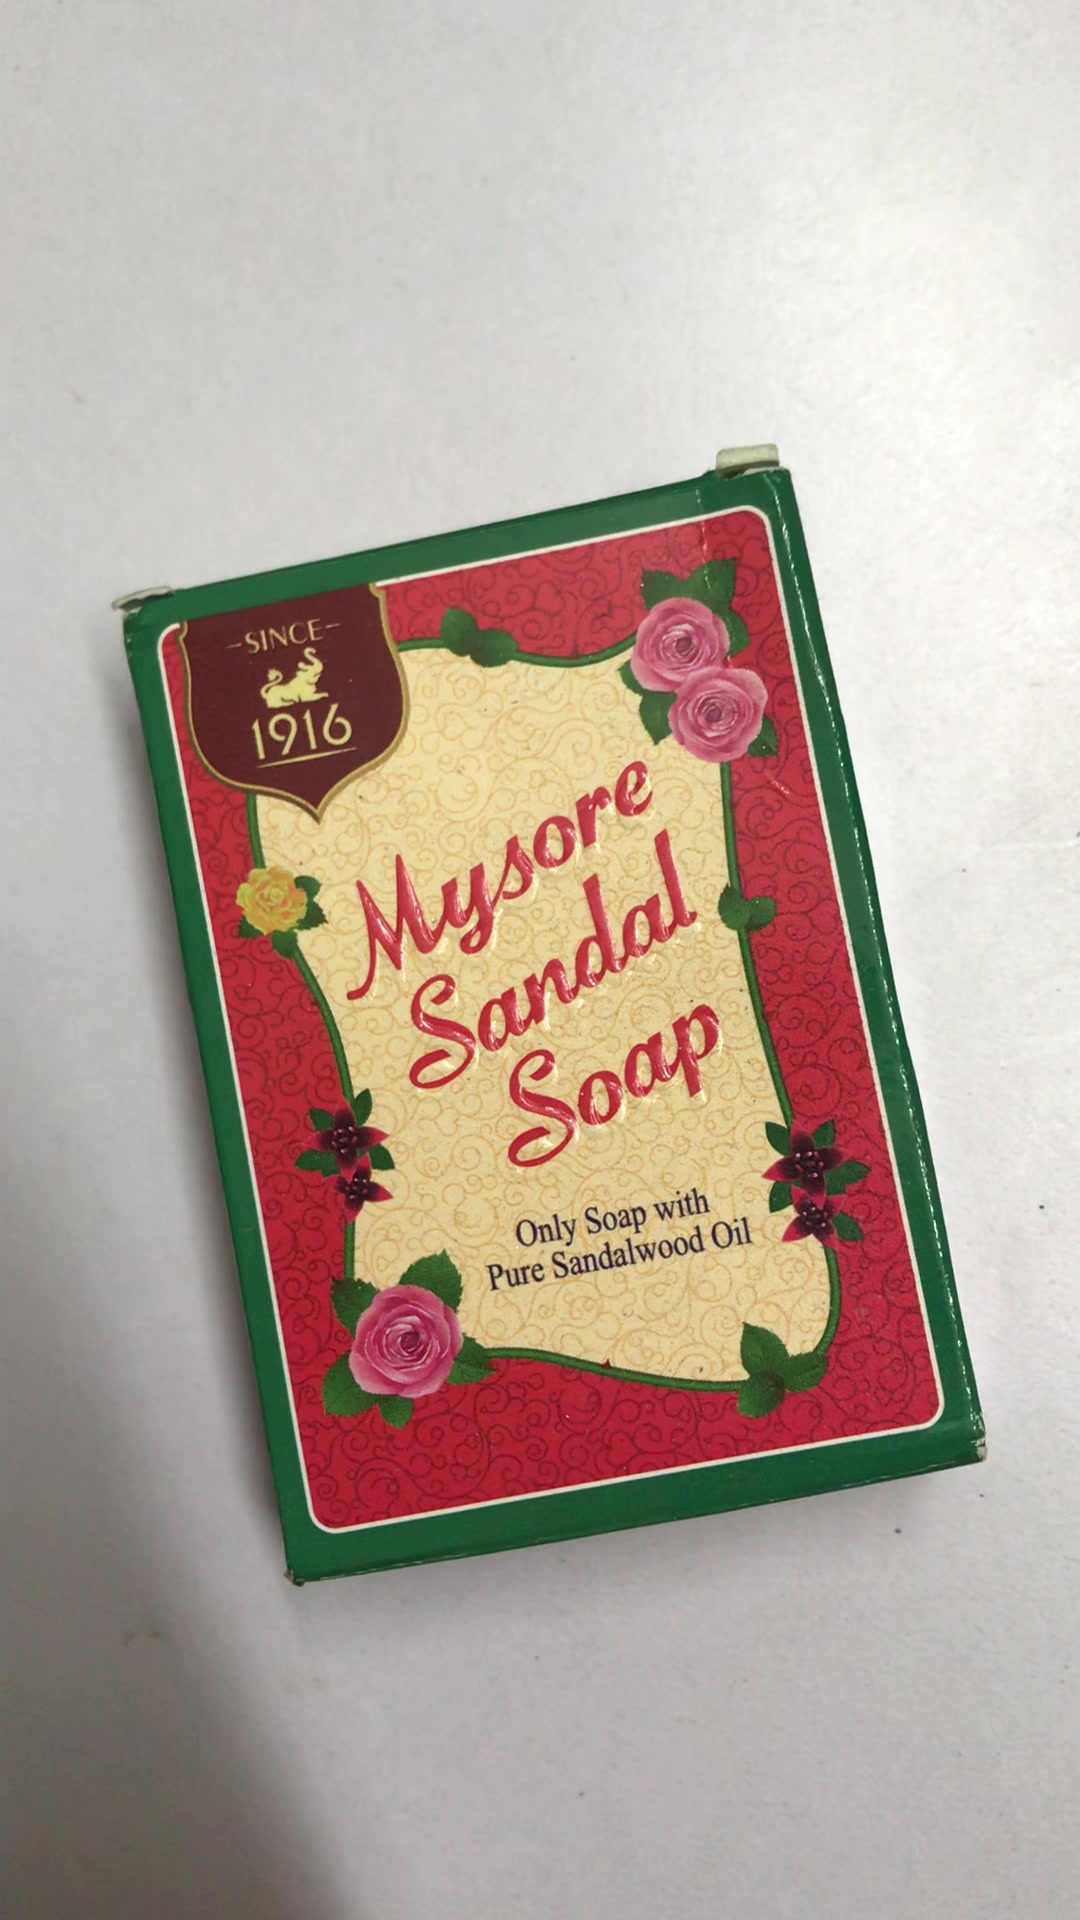 -SINCE-
1916
Mysore
Sandal
Soap
Only Soap with
Pure Sandalwood Oil